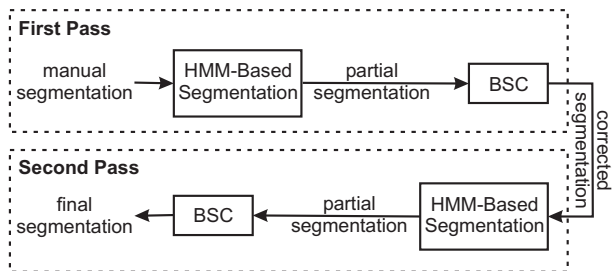 First Pass
manual
segmentation
HMM-Based
Segmentation
partial
segmentation
BSC
corrected
segmentation
Second Pass
final
segmentation
BSC
partial
segmentation
HMM-Based
Segmentation